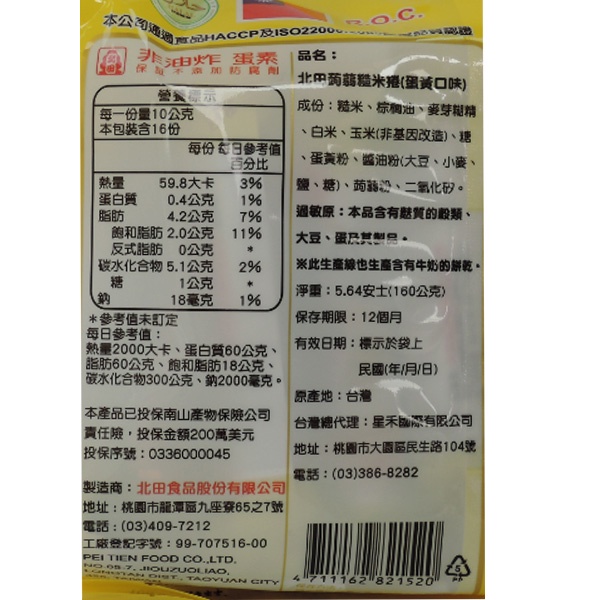 R.O.C.
本公司通過食品HACCP及ISO22000
非油炸 蛋素
保證不添加防腐劑
營養標示
每一份量10公克
本包裝含16份
每份 每日參考值
百分比
熱量 59.8大卡 3%
蛋白質 0.4公克 1%
脂肪 4.2公克 7%
飽和脂肪 2.0公克 11%
反式脂肪 0公克 *
碳水化合物 5.1公克 2%
糖 1公克 *
鈉 18毫克 1%
＊參考值未訂定
每日參考值：
熱量2000大卡、蛋白質60公克、
脂肪60公克、飽和脂肪18公克、
碳水化合物300公克、鈉2000毫克。
本產品已投保南山產物保險公司
責任險，投保金額200萬美元
投保序號：0336000045
製造商：北田食品股份有限公司
地址：桃園市龍潭區九座寮65之7號
電話：(03)409-7212
工廠登記字號：99-707516-00
PEI TIEN FOOD CO.,LTD.
NO.65-7, JIOUZUOLIAO,
LONGTAN DIST., TAOYUAN CITY
品名：
北田蒟蒻糙米捲(蛋黃口味)
成份：糙米、棕櫚油、麥芽糊精
、白米、玉米(非基因改造)、糖
、蛋黃粉、醬油粉(大豆、小麥、
鹽、糖)、蒟蒻粉、二氧化矽。
過敏原：本品含有麩質的穀類、
大豆、蛋及其製品。
※此生產線也生產含有牛奶的餅乾。
淨重：5.64安士(160公克)
保存期限：12個月
有效日期：標示於袋上
民國(年/月/日)
原產地：台灣
台灣總代理：星禾國際有限公司
地址：桃園市大園區民生路104號
電話：(03)386-8282
4 711162 821520
5